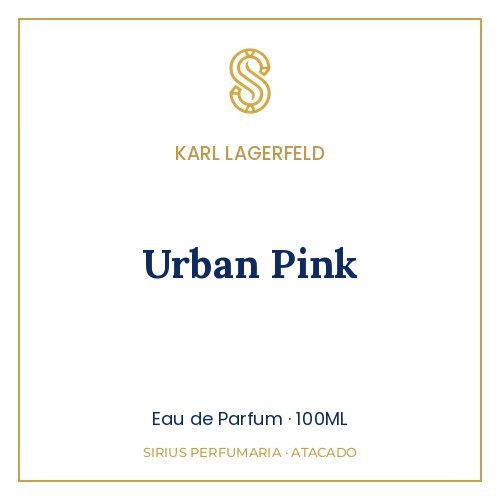 KARL LAGERFELD
Urban Pink
Eau de Parfum · 100ML
SIRIUS PERFUMARIA · ATACADO